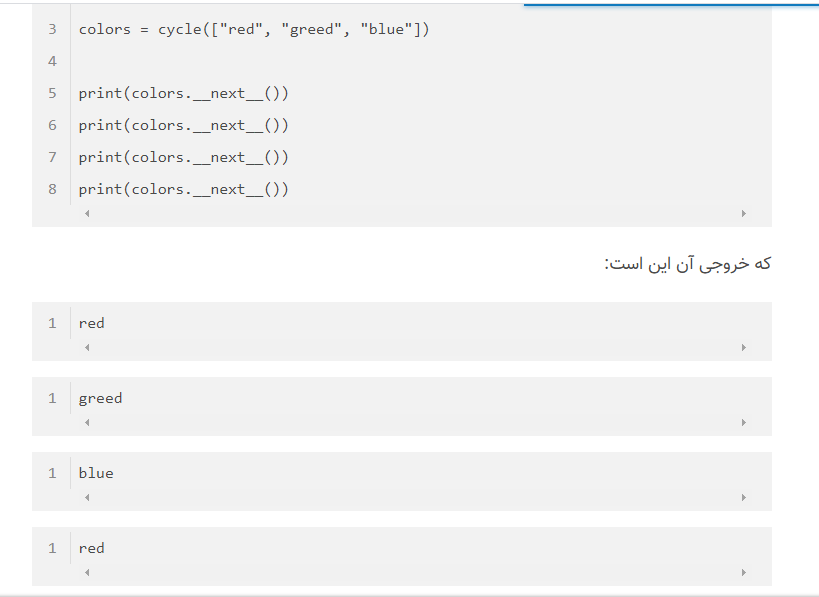 3 colors = cycle(["red", "greed", "blue"])
4
5 print(colors.__next__())
6 print(colors.__next__())
7 print(colors.__next__())
8 print(colors.__next__())
که خروجی آن این است:
1 red
1 greed
1 blue
1 red